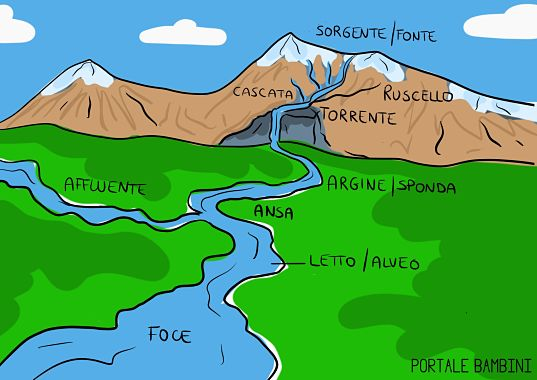 SORGENTE/FONTE
CASCATA
RUSCELLO
TORRENTE
AFFLUENTE
ARGINE/SPONDA
ANSA
LETTO/ALVEO
FOCE
PORTALE BAMBINI